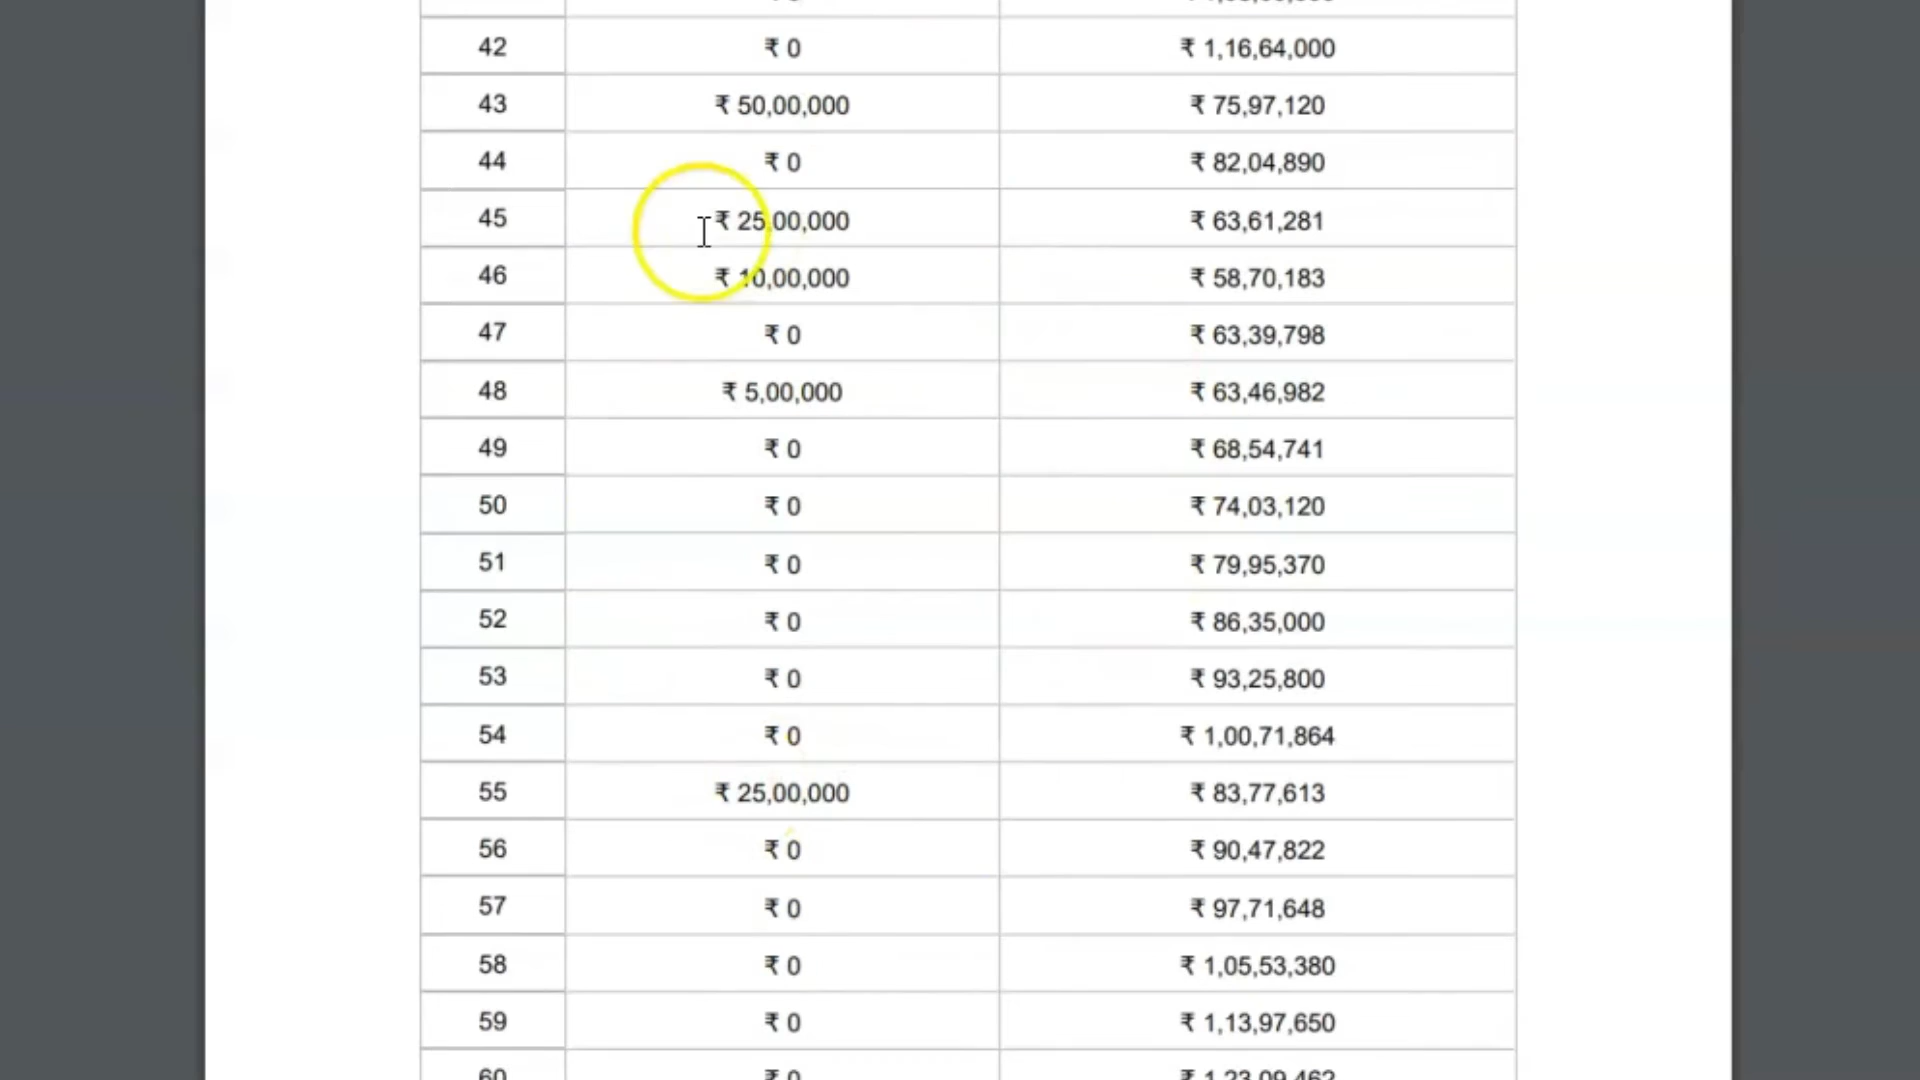 42 ₹ 0 ₹ 1,16,64,000
43 ₹ 50,00,000 ₹ 75,97,120
44 ₹ 0 ₹ 82,04,890
45 ₹ 25,00,000 ₹ 63,61,281
46 ₹ 10,00,000 ₹ 58,70,183
47 ₹ 0 ₹ 63,39,798
48 ₹ 5,00,000 ₹ 63,46,982
49 ₹ 0 ₹ 68,54,741
50 ₹ 0 ₹ 74,03,120
51 ₹ 0 ₹ 79,95,370
52 ₹ 0 ₹ 86,35,000
53 ₹ 0 ₹ 93,25,800
54 ₹ 0 ₹ 1,00,71,864
55 ₹ 25,00,000 ₹ 83,77,613
56 ₹ 0 ₹ 90,47,822
57 ₹ 0 ₹ 97,71,648
58 ₹ 0 ₹ 1,05,53,380
59 ₹ 0 ₹ 1,13,97,650
60 ₹ 0 ₹ 1,23,09,462